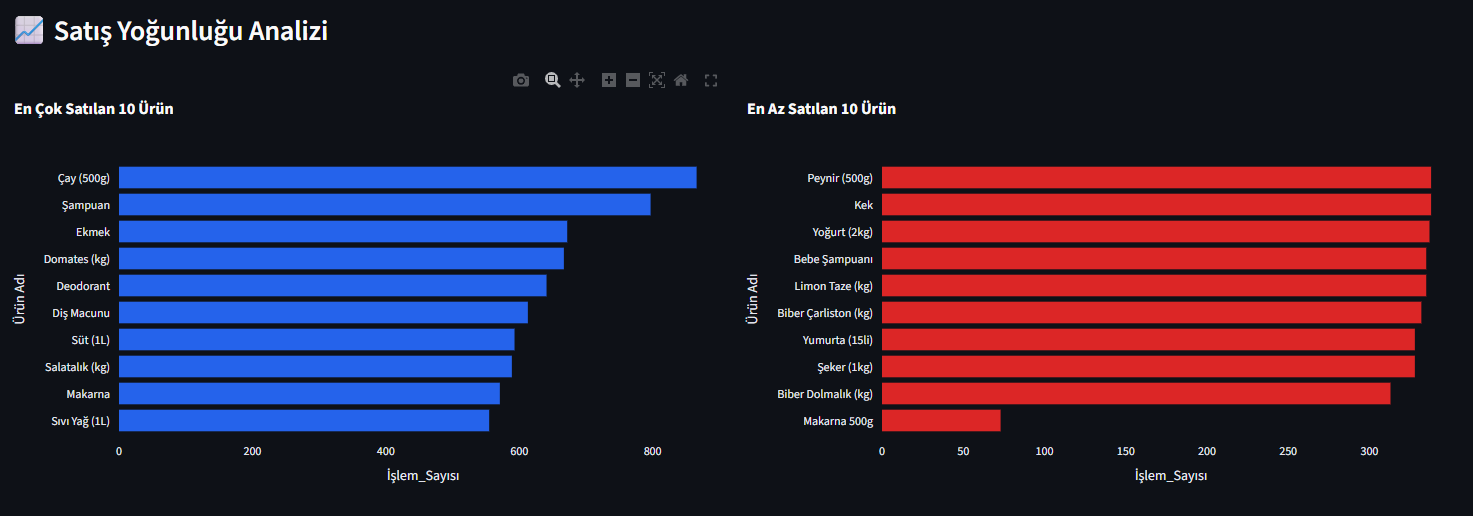 Satış Yoğunluğu Analizi
En Çok Satılan 10 Ürün
Ürün Adı
Çay (500g)
Şampuan
Ekmek
Domates (kg)
Deodorant
Diş Macunu
Süt (1L)
Salatalık (kg)
Makarna
Sıvı Yağ (1L)
0 200 400 600 800
İşlem_Sayısı
En Az Satılan 10 Ürün
Ürün Adı
Peynir (500g)
Kek
Yoğurt (2kg)
Bebe Şampuanı
Limon Taze (kg)
Biber Çarliston (kg)
Yumurta (15li)
Şeker (1kg)
Biber Dolmalık (kg)
Makarna 500g
0 50 100 150 200 250 300
İşlem_Sayısı